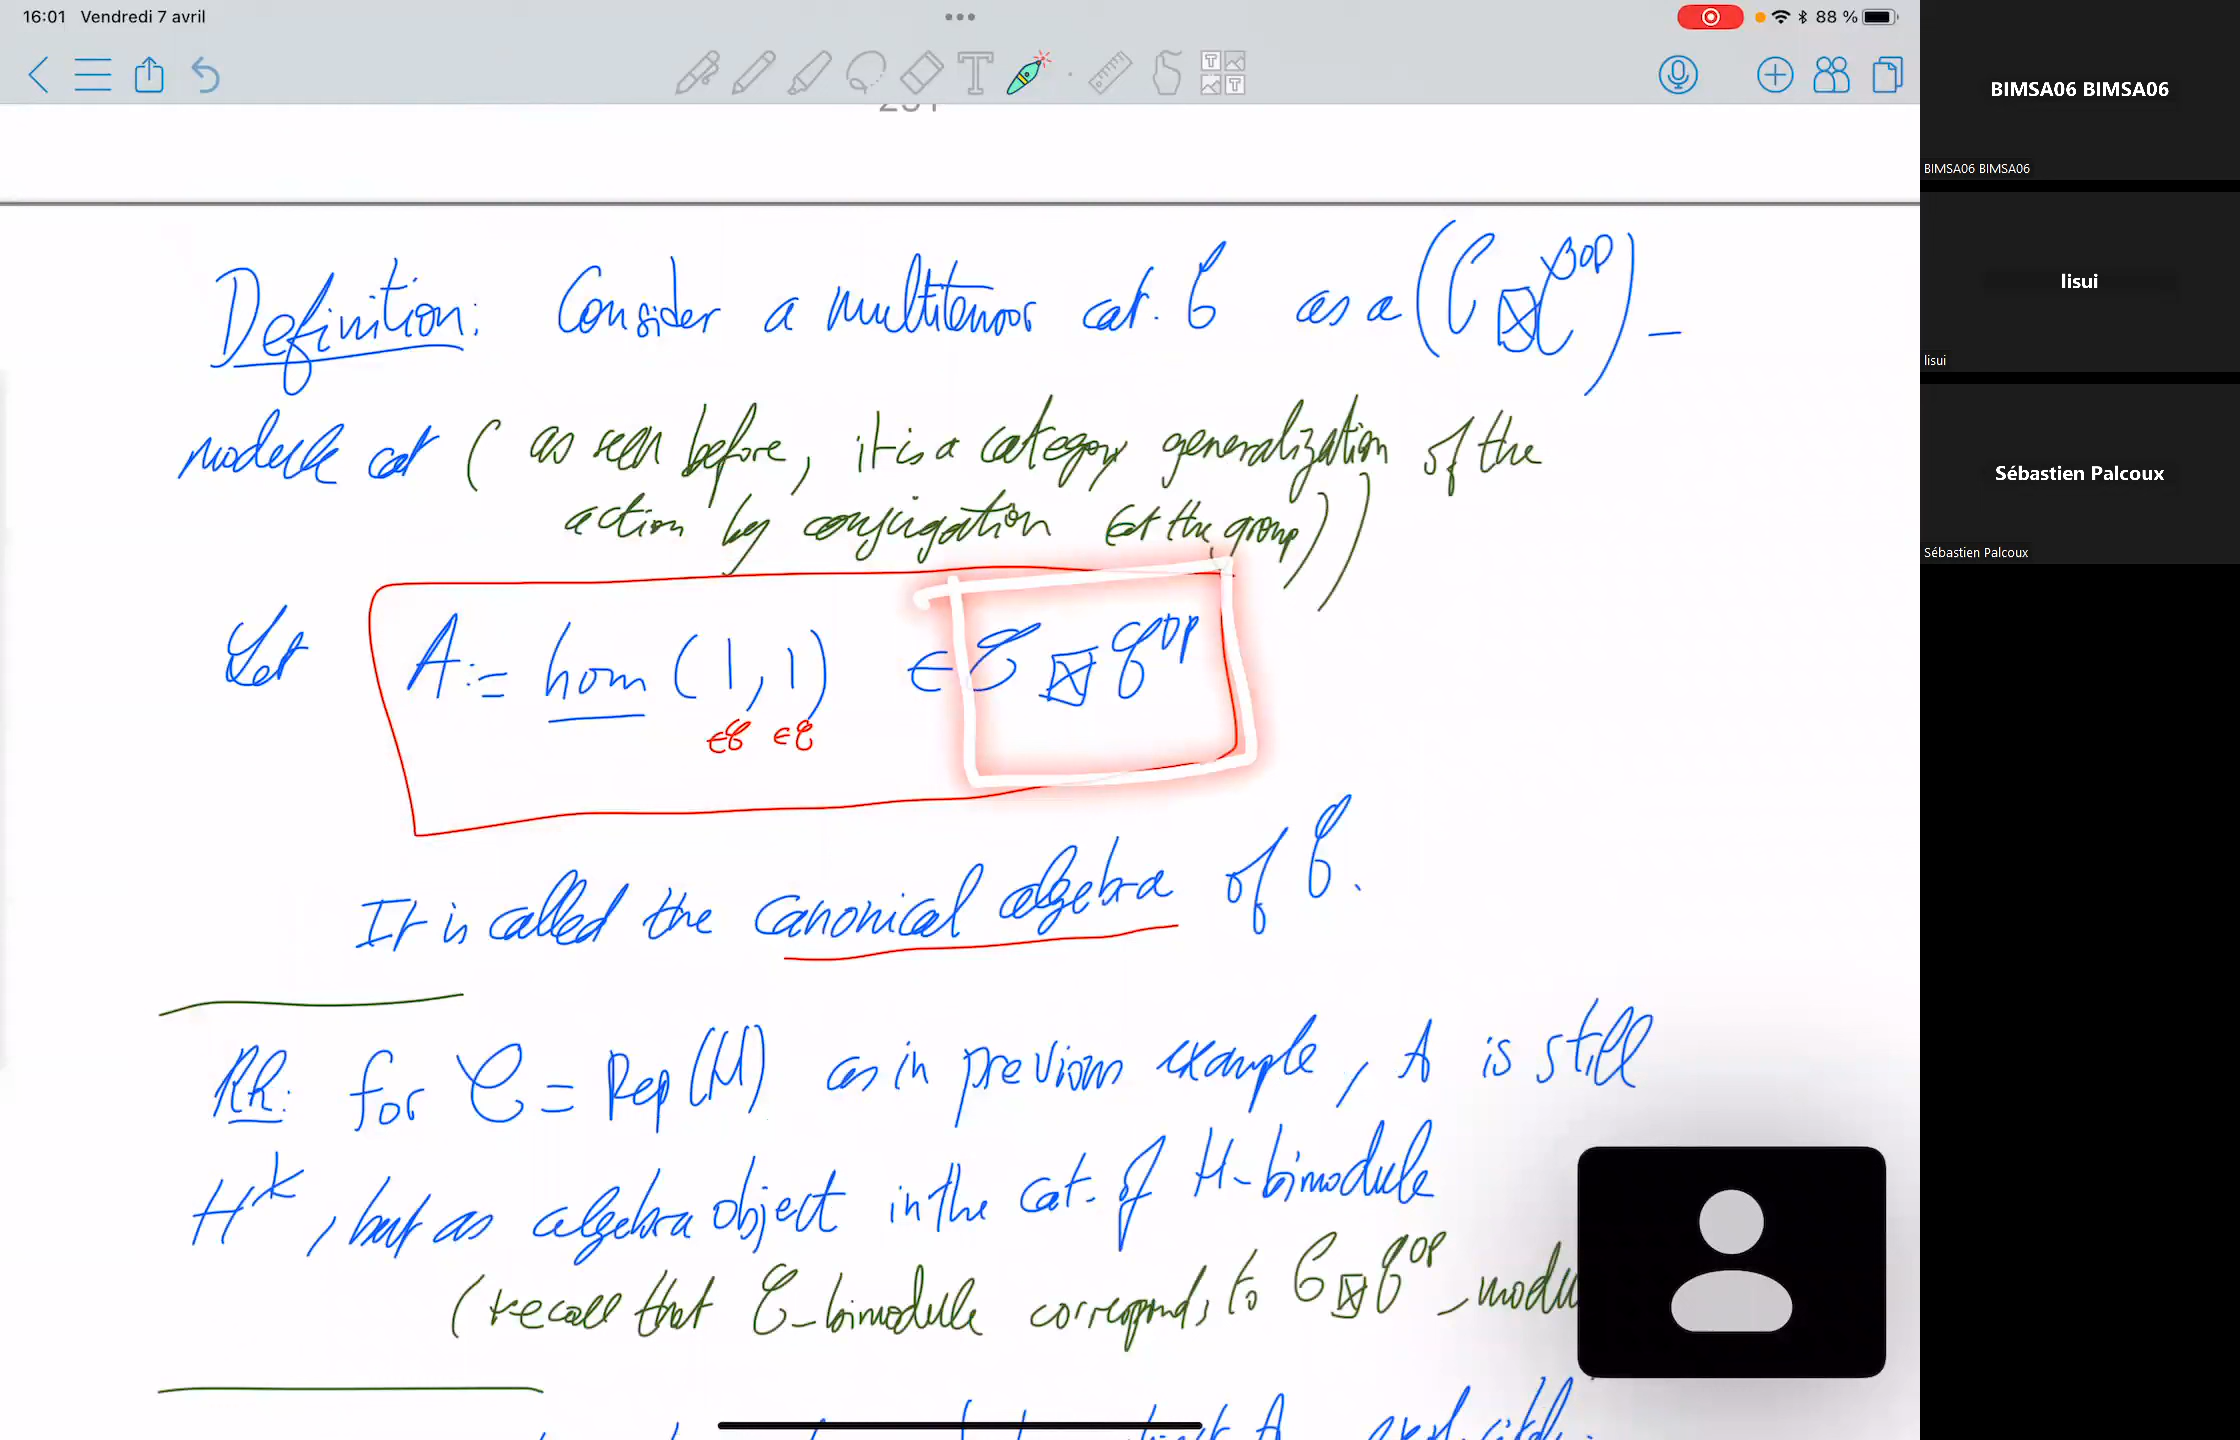 16:01 Vendredi 7 avril
88 %
Definition: Consider a multitensor cat. C as a (C ⊠ C^op) –
module cat (as seen before, it is a category generalization of the
action by conjugation (at the group))
Let A := hom (1, 1) ∈ C ⊠ C^op
∈C ∈C
It is called the canonical algebra of C.
RK: for C = Rep(H) as in previous example, A is still
H*, but as algebra object in the cat. of H-bimodule
(recall that C-bimodule corresponds to C ⊠ C^op – modu
BIMSA06 BIMSA06
BIMSA06 BIMSA06
lisui
lisui
Sébastien Palcoux
Sébastien Palcoux